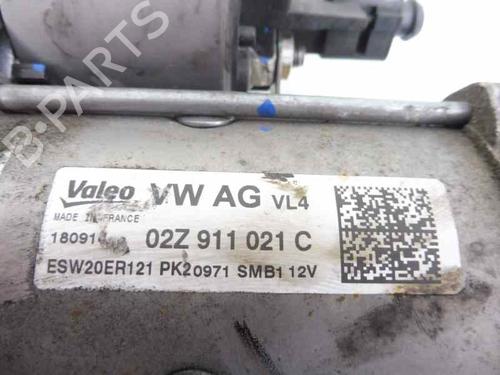 B-PARTS
Valeo VW AG VL4
MADE IN FRANCE
02Z 911 021 C
ESW20ER121 PK20971 SMB1 12V